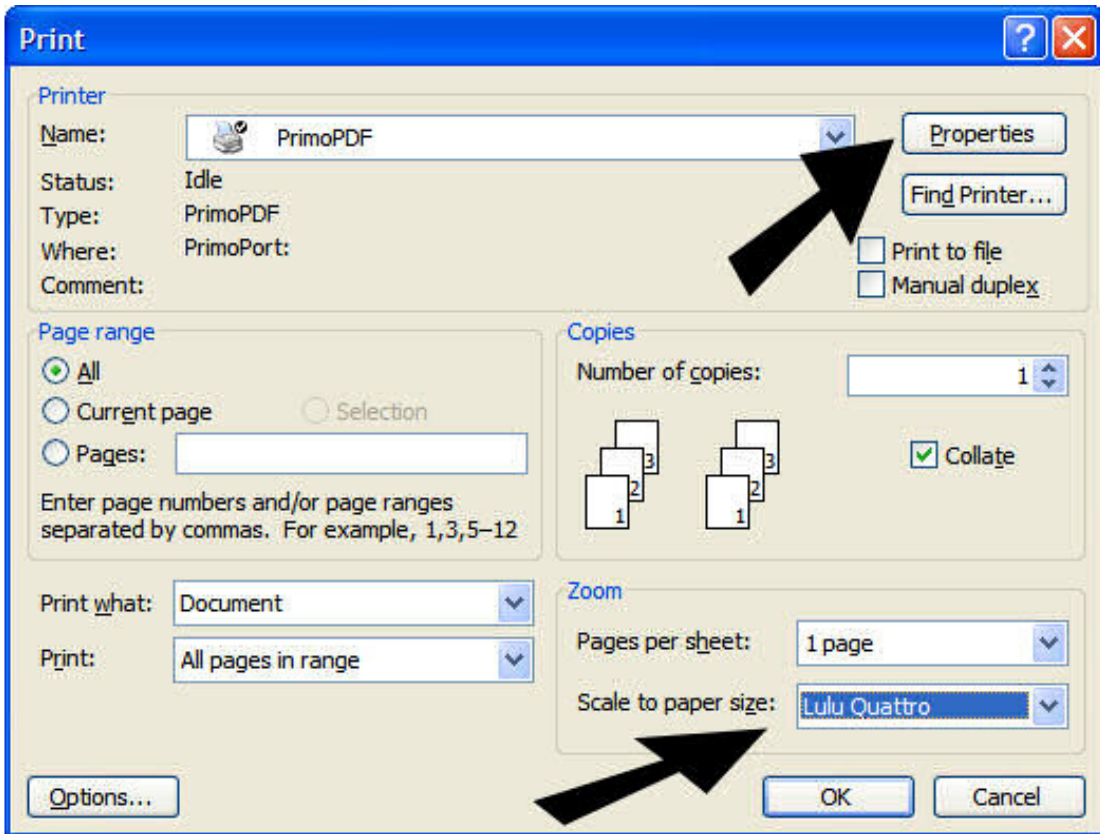 Print
Printer
Name: PrimoPDF Properties
Status: Idle Find Printer...
Type: PrimoPDF
Where: PrimoPort: Print to file
Comment: Manual duplex
Page range
All
Current page Selection
Pages:
Enter page numbers and/or page ranges
separated by commas. For example, 1,3,5–12
Copies
Number of copies: 1
3 3
2 2
1 1
Collate
Print what: Document
Print: All pages in range
Zoom
Pages per sheet: 1 page
Scale to paper size: Lulu Quattro
Options... OK Cancel